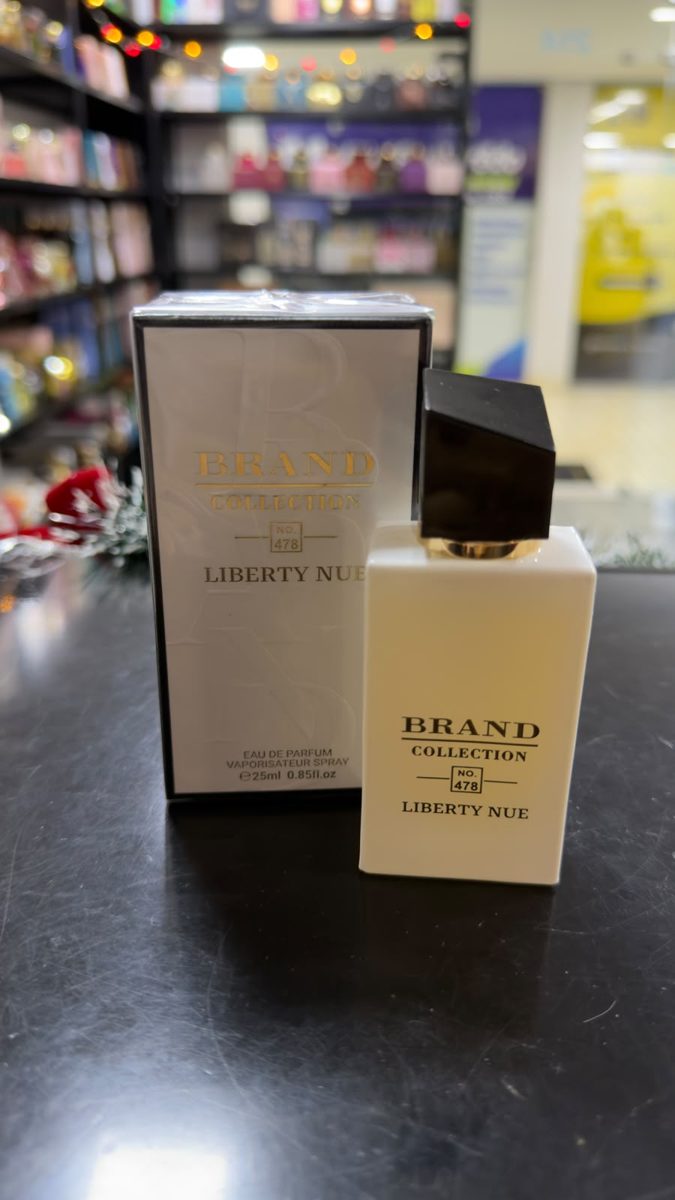 BRAND
COLLECTION
NO.
478
LIBERTY NUE
EAU DE PARFUM
VAPORISATEUR SPRAY
℮25ml 0.85fl.oz
BRAND
COLLECTION
NO.
478
LIBERTY NUE